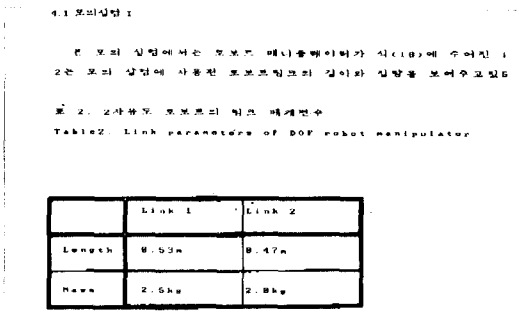 4.1 모의실험 I
본 모의 실험에서는 로보트 매니퓰레이터가 식(18)에 주어진
2는 모의 실험에 사용된 로보트링크의 길이와 질량을 보여주고있
표 2. 2자유도 로보트의 링크 매개변수
Table2. Link parameters of DOF robot manipulator
Link 1 Link 2
Length 0.53m 0.47m
Mass 2.5kg 2.8kg